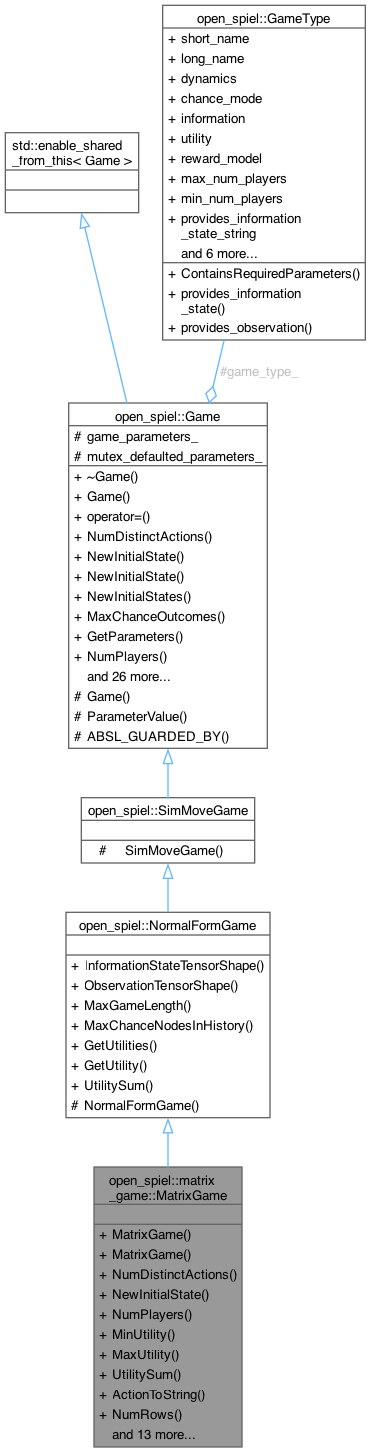 open_spiel::GameType
+ short_name
+ long_name
+ dynamics
+ chance_mode
+ information
+ utility
+ reward_model
+ max_num_players
+ min_num_players
+ provides_information
_state_string
and 6 more...
+ ContainsRequiredParameters()
+ provides_information
_state()
+ provides_observation()
std::enable_shared
_from_this< Game >
#game_type_
open_spiel::Game
# game_parameters_
# mutex_defaulted_parameters_
+ ~Game()
+ Game()
+ operator=()
+ NumDistinctActions()
+ NewInitialState()
+ NewInitialState()
+ NewInitialStates()
+ MaxChanceOutcomes()
+ GetParameters()
+ NumPlayers()
and 26 more...
# Game()
# ParameterValue()
# ABSL_GUARDED_BY()
open_spiel::SimMoveGame
# SimMoveGame()
open_spiel::NormalFormGame
+ InformationStateTensorShape()
+ ObservationTensorShape()
+ MaxGameLength()
+ MaxChanceNodesInHistory()
+ GetUtilities()
+ GetUtility()
+ UtilitySum()
# NormalFormGame()
open_spiel::matrix
_game::MatrixGame
+ MatrixGame()
+ MatrixGame()
+ NumDistinctActions()
+ NewInitialState()
+ NumPlayers()
+ MinUtility()
+ MaxUtility()
+ UtilitySum()
+ ActionToString()
+ NumRows()
and 13 more...